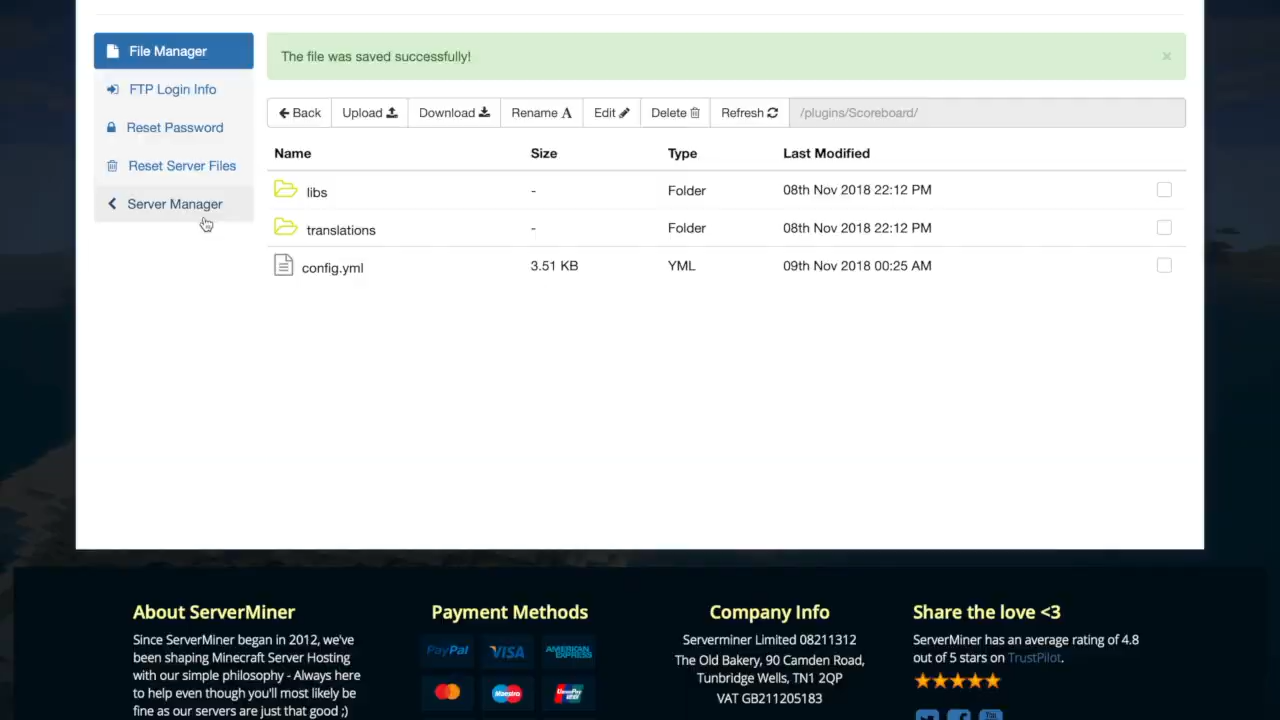 File Manager
FTP Login Info
Reset Password
Reset Server Files
Server Manager
The file was saved successfully!
×
Back Upload Download Rename Edit Delete Refresh /plugins/Scoreboard/
Name Size Type Last Modified
libs - Folder 08th Nov 2018 22:12 PM
translations - Folder 08th Nov 2018 22:12 PM
config.yml 3.51 KB YML 09th Nov 2018 00:25 AM
About ServerMiner
Since ServerMiner began in 2012, we've
been shaping Minecraft Server Hosting
with our simple philosophy - Always here
to help even though you'll most likely be
fine as our servers are just that good ;)
Payment Methods
PayPal VISA AMERICAN EXPRESS
Maestro UnionPay
Company Info
Serverminer Limited 08211312
The Old Bakery, 90 Camden Road,
Tunbridge Wells, TN1 2QP
VAT GB211205183
Share the love <3
ServerMiner has an average rating of 4.8
out of 5 stars on TrustPilot.
You